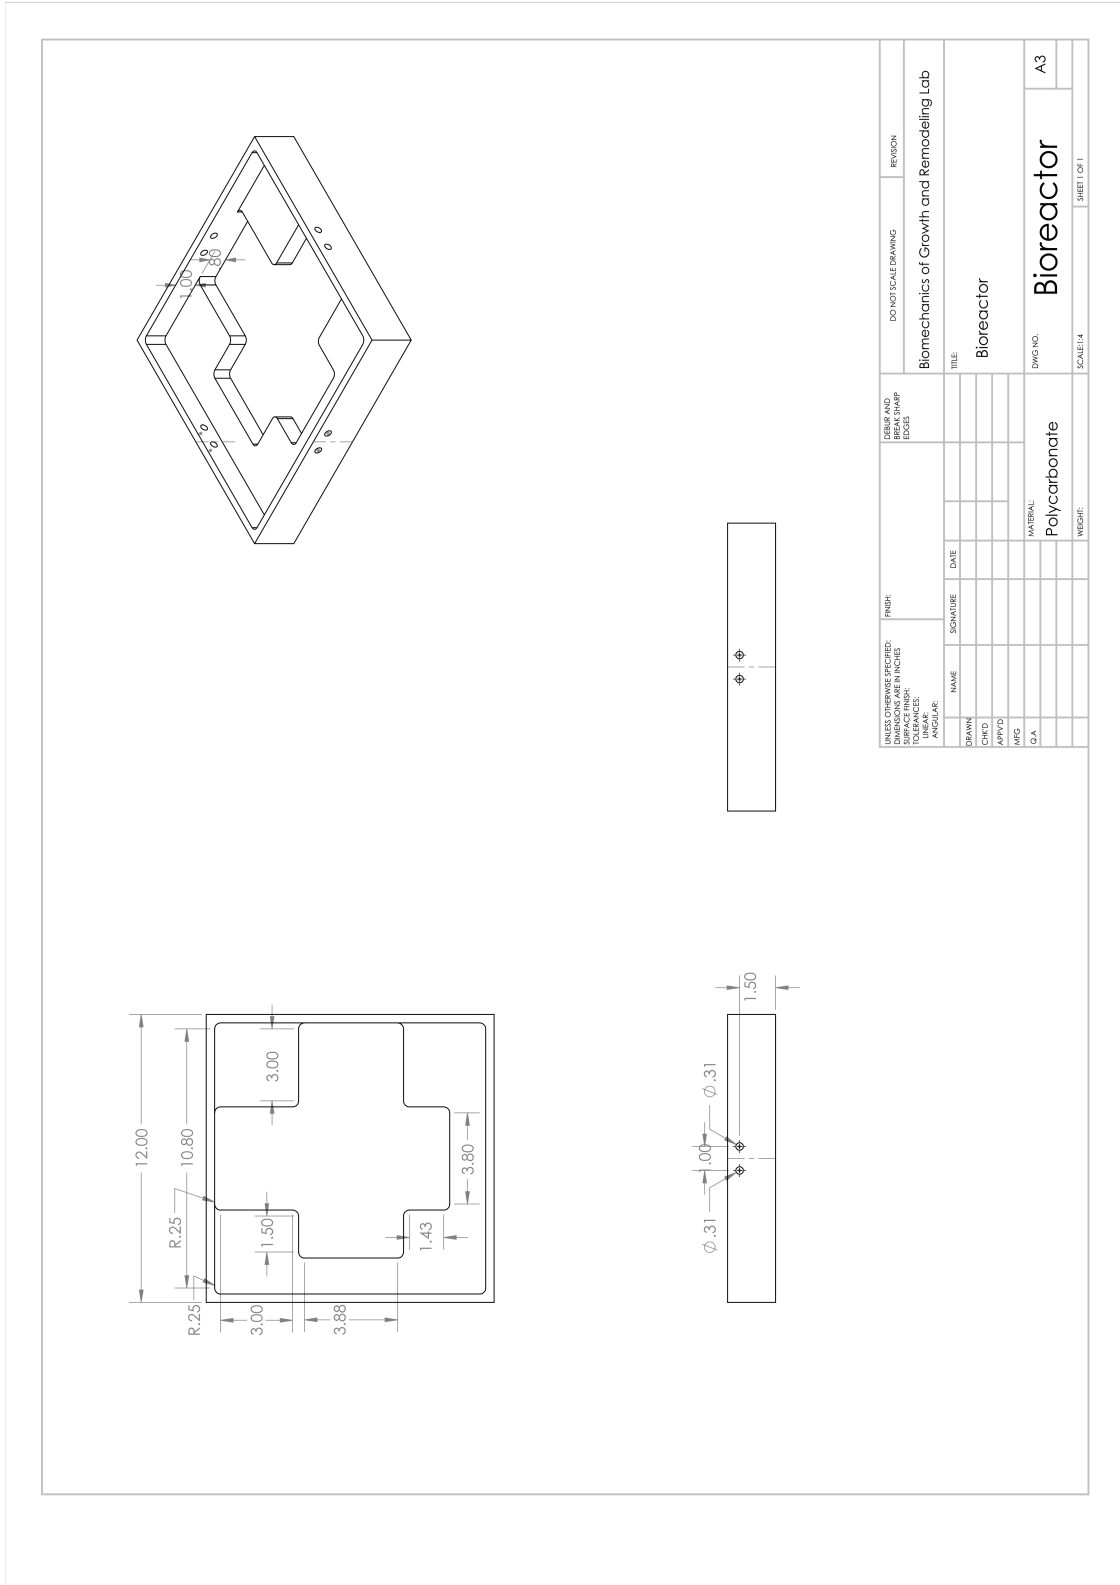 12.00
10.80
R.25
R.25
3.00
1.50
3.00
3.88
1.43
3.80
1.00
.80
Ø.31
Ø.31
1.00
1.50
UNLESS OTHERWISE SPECIFIED:
DIMENSIONS ARE IN INCHES
SURFACE FINISH:
TOLERANCES:
LINEAR:
ANGULAR:
FINISH:
DEBUR AND
BREAK SHARP
EDGES
DO NOT SCALE DRAWING
REVISION
Biomechanics of Growth and Remodeling Lab
NAME
SIGNATURE
DATE
DRAWN
CHK'D
APPV'D
MFG
Q.A
TITLE:
Bioreactor
MATERIAL:
Polycarbonate
DWG NO.
Bioreactor
A3
WEIGHT:
SCALE:1:4
SHEET 1 OF 1